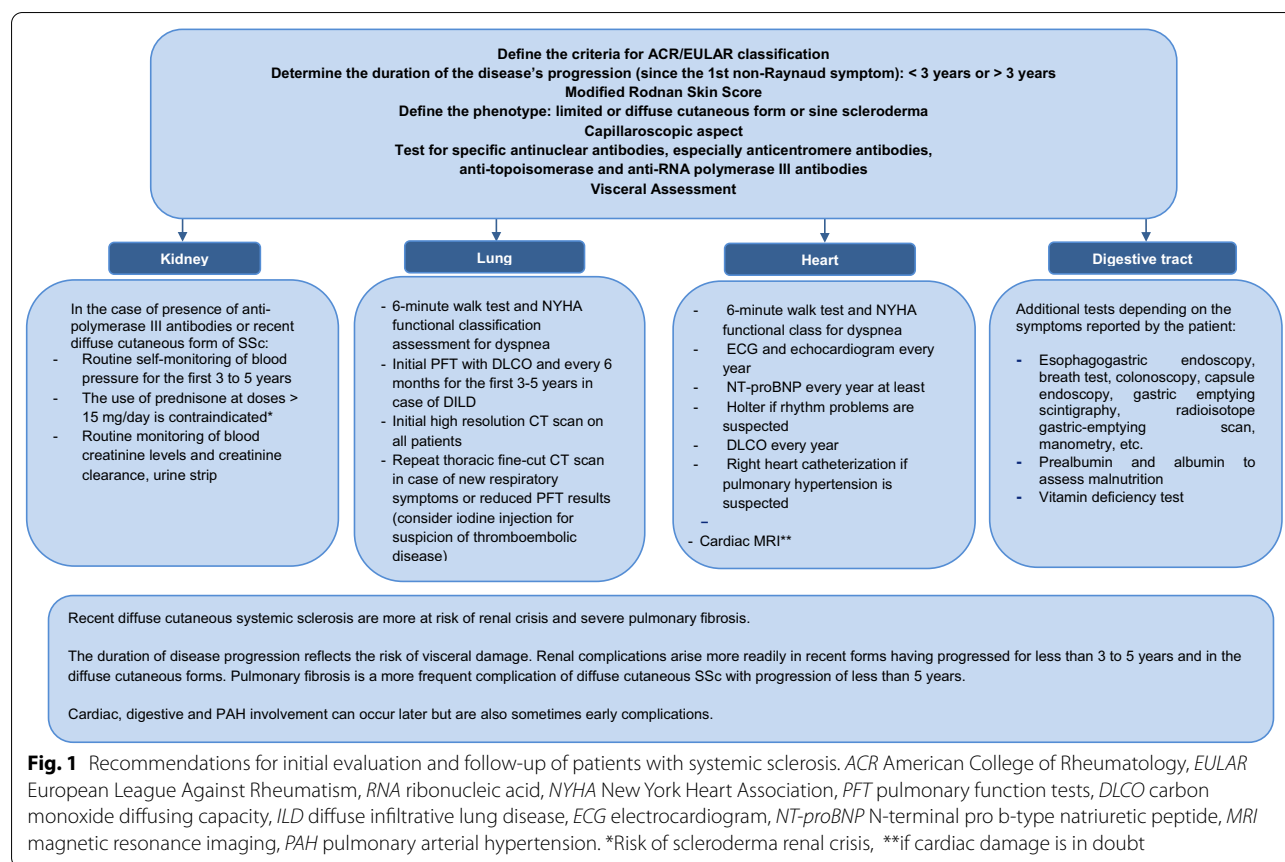 Define the criteria for ACR/EULAR classification
Determine the duration of the disease's progression (since the 1st non-Raynaud symptom): < 3 years or > 3 years
Modified Rodnan Skin Score
Define the phenotype: limited or diffuse cutaneous form or sine scleroderma
Capillaroscopic aspect
Test for specific antinuclear antibodies, especially anticentromere antibodies,
anti-topoisomerase and anti-RNA polymerase III antibodies
Visceral Assessment
Kidney
In the case of presence of anti-
polymerase III antibodies or recent
diffuse cutaneous form of SSc:
- Routine self-monitoring of blood
pressure for the first 3 to 5 years
- The use of prednisone at doses >
15 mg/day is contraindicated*
- Routine monitoring of blood
creatinine levels and creatinine
clearance, urine strip
Lung
- 6-minute walk test and NYHA
functional classification
assessment for dyspnea
- Initial PFT with DLCO and every 6
months for the first 3-5 years in
case of DILD
- Initial high resolution CT scan on
all patients
- Repeat thoracic fine-cut CT scan
in case of new respiratory
symptoms or reduced PFT results
(consider iodine injection for
suspicion of thromboembolic
disease)
Heart
- 6-minute walk test and NYHA
functional class for dyspnea
- ECG and echocardiogram every
year
- NT-proBNP every year at least
- Holter if rhythm problems are
suspected
- DLCO every year
- Right heart catheterization if
pulmonary hypertension is
suspected
–
- Cardiac MRI**
Digestive tract
Additional tests depending on the
symptoms reported by the patient:
- Esophagogastric endoscopy,
breath test, colonoscopy, capsule
endoscopy, gastric emptying
scintigraphy, radioisotope
gastric-emptying scan,
manometry, etc.
- Prealbumin and albumin to
assess malnutrition
- Vitamin deficiency test
Recent diffuse cutaneous systemic sclerosis are more at risk of renal crisis and severe pulmonary fibrosis.
The duration of disease progression reflects the risk of visceral damage. Renal complications arise more readily in recent forms having progressed for less than 3 to 5 years and in the
diffuse cutaneous forms. Pulmonary fibrosis is a more frequent complication of diffuse cutaneous SSc with progression of less than 5 years.
Cardiac, digestive and PAH involvement can occur later but are also sometimes early complications.
Fig. 1 Recommendations for initial evaluation and follow-up of patients with systemic sclerosis. ACR American College of Rheumatology, EULAR
European League Against Rheumatism, RNA ribonucleic acid, NYHA New York Heart Association, PFT pulmonary function tests, DLCO carbon
monoxide diffusing capacity, ILD diffuse infiltrative lung disease, ECG electrocardiogram, NT-proBNP N-terminal pro b-type natriuretic peptide, MRI
magnetic resonance imaging, PAH pulmonary arterial hypertension. *Risk of scleroderma renal crisis, **if cardiac damage is in doubt